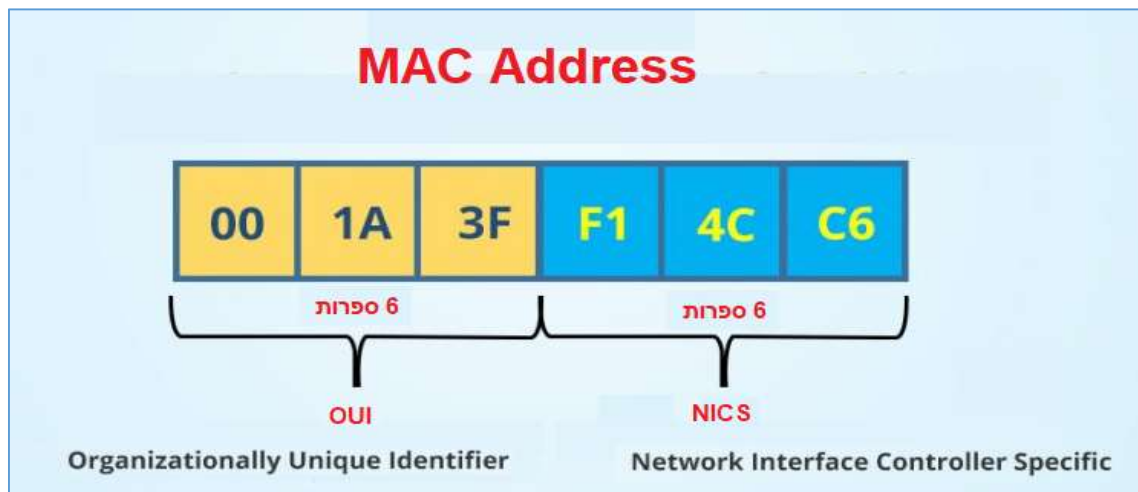 MAC Address
00 1A 3F F1 4C C6
6 ספרות 6 ספרות
OUI NICS
Organizationally Unique Identifier Network Interface Controller Specific